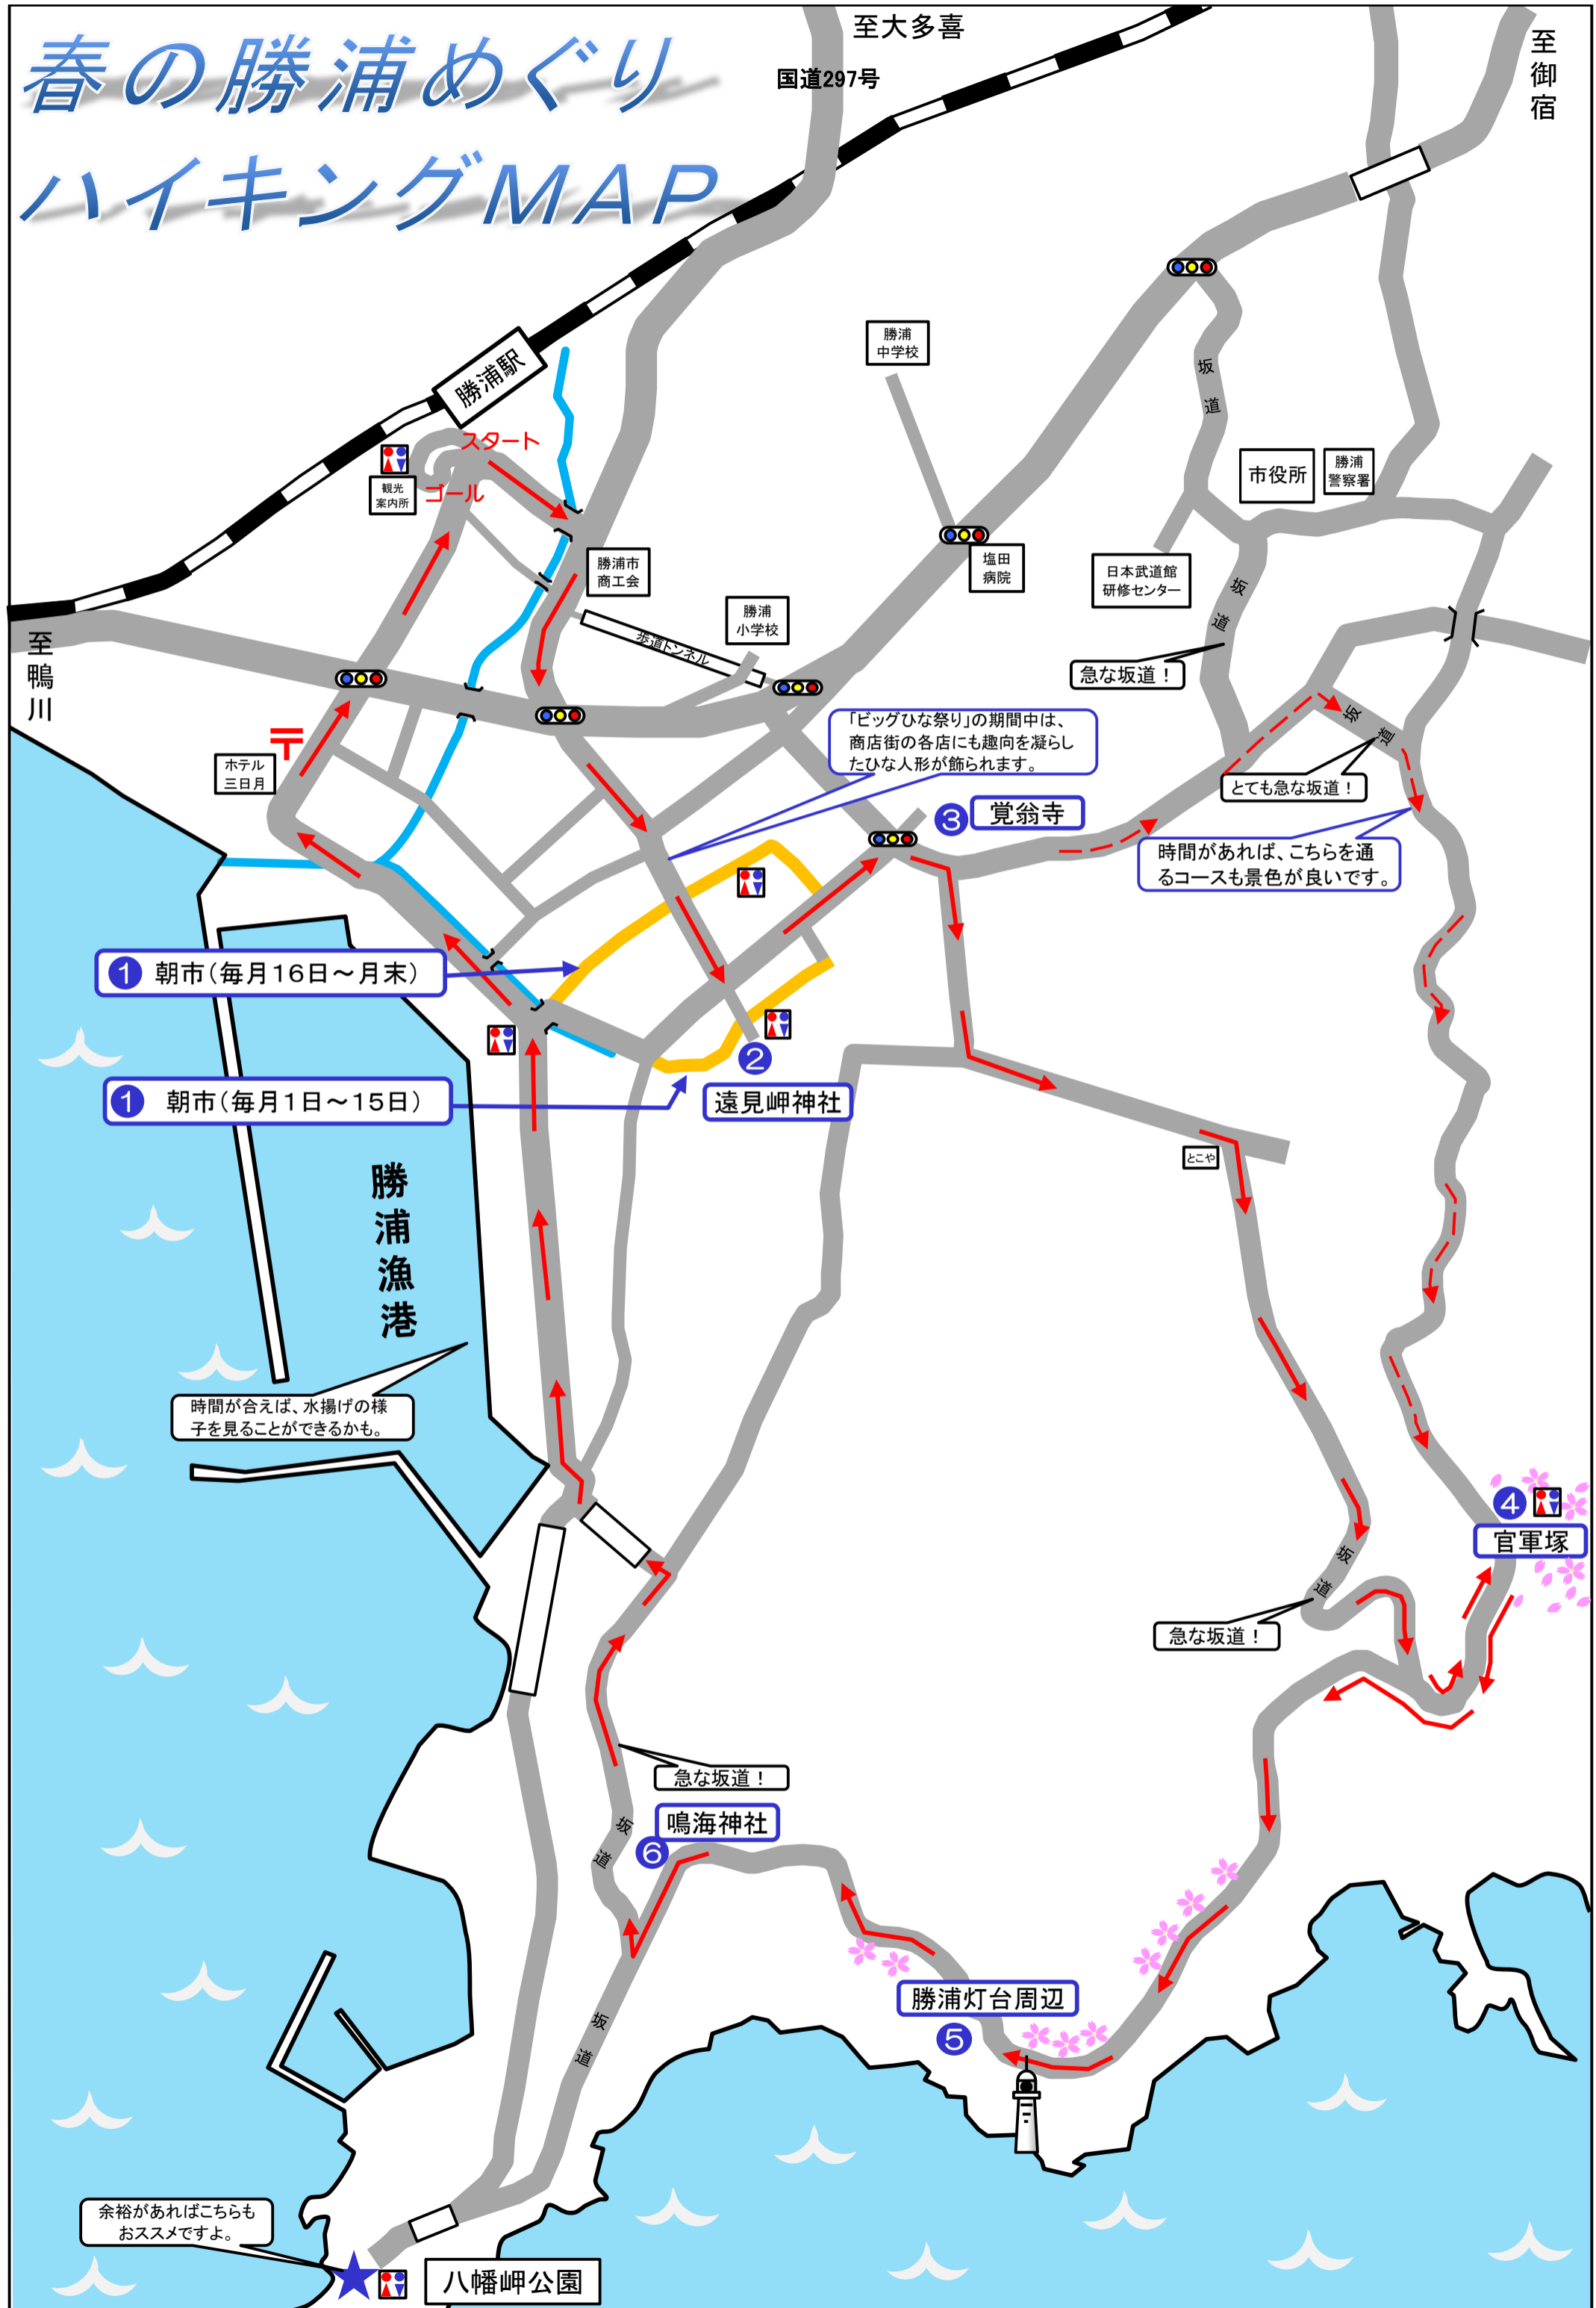 春の勝浦めぐり
ハイキングMAP
至大多喜
国道297号
至御宿
勝浦駅
スタート
ゴール
観光
案内所
勝浦
中学校
坂道
市役所
勝浦
警察署
塩田
病院
日本武道館
研修センター
勝浦市
商工会
勝浦
小学校
歩道トンネル
坂道
急な坂道！
至鴨川
〒
ホテル
三日月
「ビッグひな祭り」の期間中は、
商店街の各店にも趣向を凝らし
たひな人形が飾られます。
坂道
とても急な坂道！
3 覚翁寺
時間があれば、こちらを通
るコースも景色が良いです。
1 朝市（毎月16日～月末）
1 朝市（毎月1日～15日）
2
遠見岬神社
とこや
勝浦漁港
時間が合えば、水揚げの様
子を見ることができるかも。
4
官軍塚
坂道
急な坂道！
急な坂道！
坂道
鳴海神社
6
勝浦灯台周辺
5
坂道
余裕があればこちらも
おススメですよ。
八幡岬公園